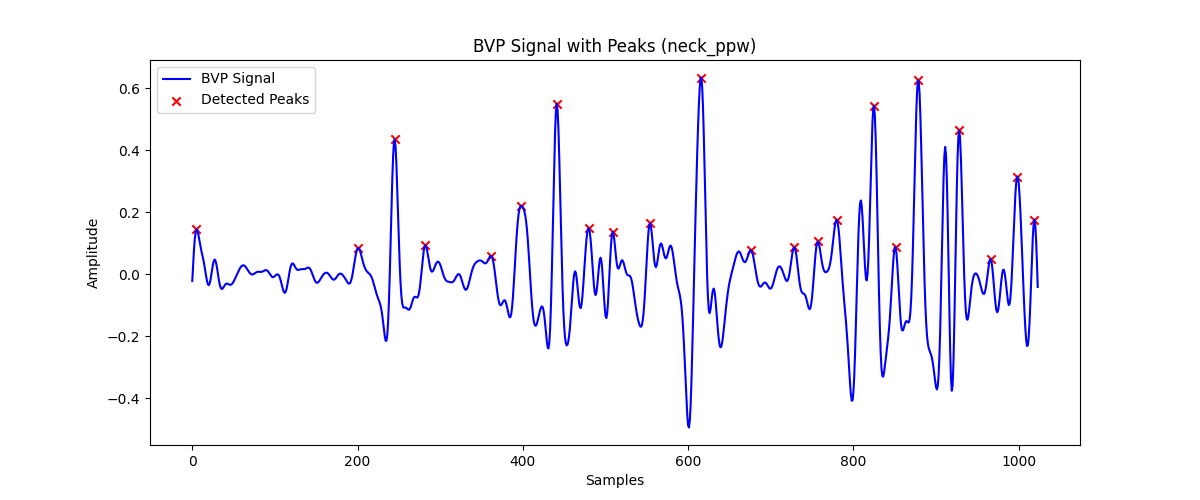 BVP Signal with Peaks (neck_ppw)
BVP Signal
Detected Peaks
Amplitude
0.6
0.4
0.2
0.0
−0.2
−0.4
0 200 400 600 800 1000
Samples